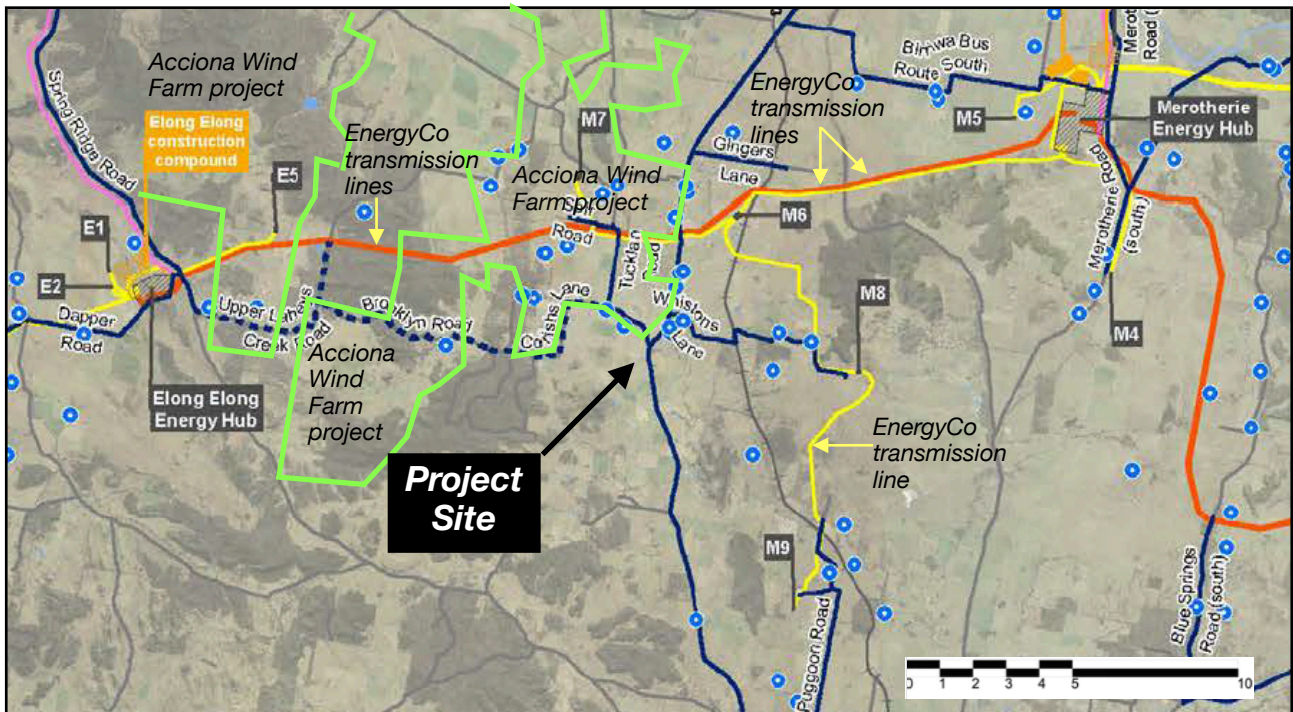 Acciona Wind
Farm project
Spring Ridge Road
Elong Elong
construction
compound
EnergyCo
transmission
lines
M7
Birriwa Bus
Route South
EnergyCo
transmission
lines
M5
Merotherie
Energy Hub
Merotherie
Road
Gingers
Lane
Acciona Wind
Farm project
E5
Spir
Road
M6
Merotherie Road
(south)
E1
E2
Dapper
Road
Upper Laheys
Creek Road
Brooklyn Road
Lane
Whistons
Lane
M8
M4
Elong Elong
Energy Hub
Acciona
Wind
Farm
project
Project
Site
EnergyCo
transmission
line
M9
Puggoon Road
Blue Springs
Road (south)
0 1 2 3 4 5 10